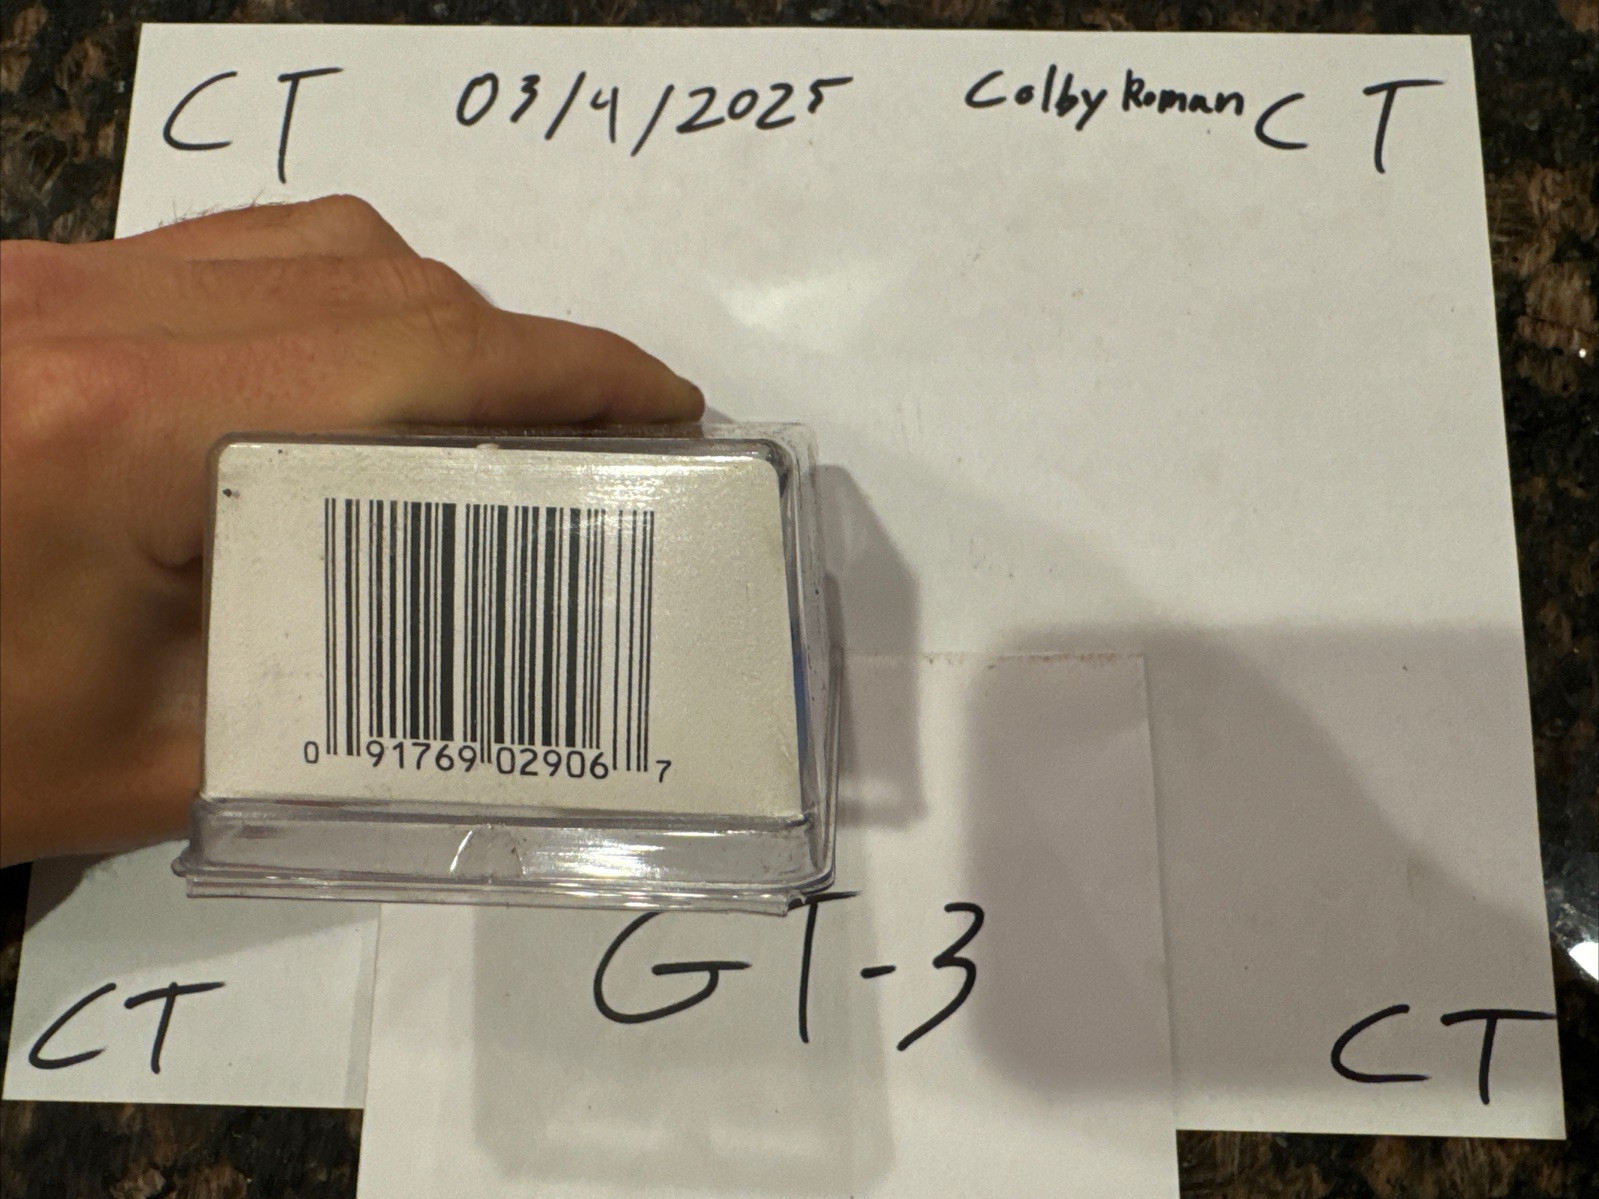 CT 03/4/2025 Colby Roman CT
0 91769 02906 7
GT-3
CT CT